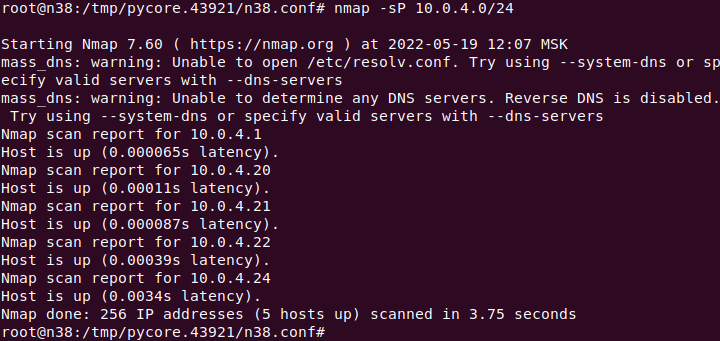 root@n38:/tmp/pycore.43921/n38.conf# nmap -sP 10.0.4.0/24
Starting Nmap 7.60 ( https://nmap.org ) at 2022-05-19 12:07 MSK
mass_dns: warning: Unable to open /etc/resolv.conf. Try using --system-dns or sp
ecify valid servers with --dns-servers
mass_dns: warning: Unable to determine any DNS servers. Reverse DNS is disabled.
 Try using --system-dns or specify valid servers with --dns-servers
Nmap scan report for 10.0.4.1
Host is up (0.000065s latency).
Nmap scan report for 10.0.4.20
Host is up (0.00011s latency).
Nmap scan report for 10.0.4.21
Host is up (0.000087s latency).
Nmap scan report for 10.0.4.22
Host is up (0.00039s latency).
Nmap scan report for 10.0.4.24
Host is up (0.0034s latency).
Nmap done: 256 IP addresses (5 hosts up) scanned in 3.75 seconds
root@n38:/tmp/pycore.43921/n38.conf#